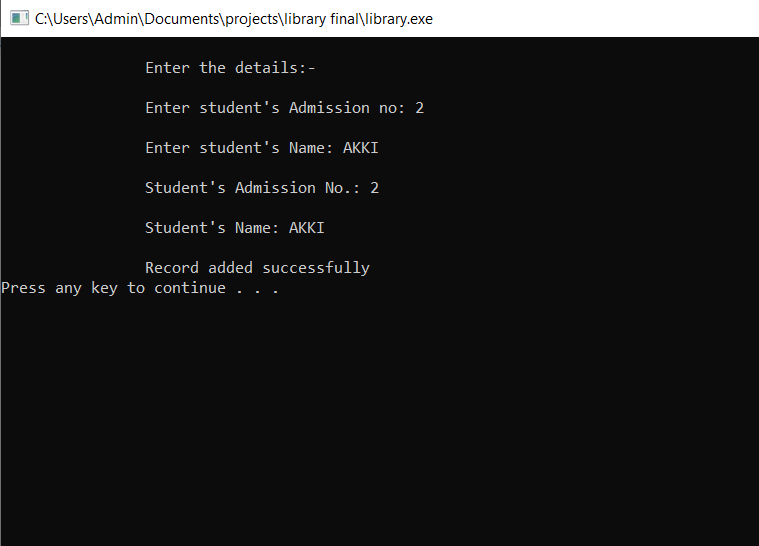 C:\Users\Admin\Documents\projects\library final\library.exe
Enter the details:-
Enter student's Admission no: 2
Enter student's Name: AKKI
Student's Admission No.: 2
Student's Name: AKKI
Record added successfully
Press any key to continue . . .